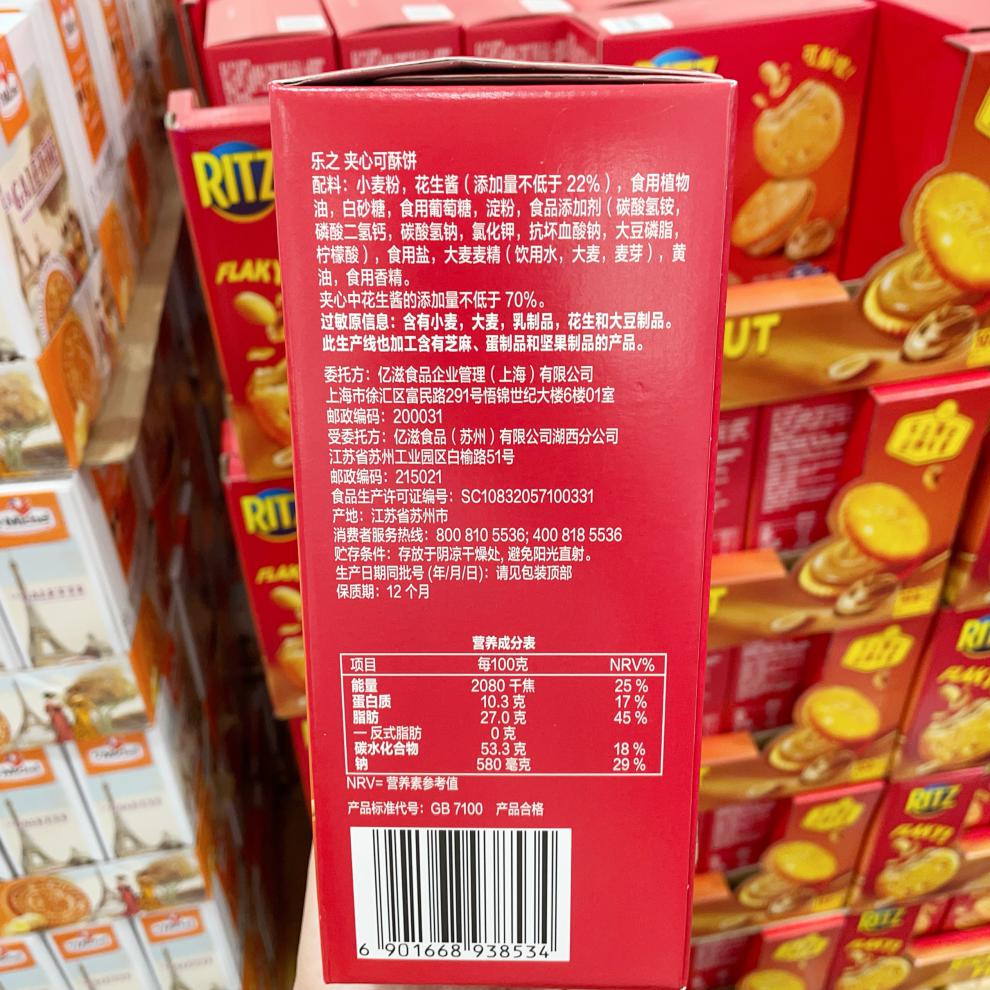 乐之 夹心可酥饼
配料：小麦粉，花生酱（添加量不低于 22%），食用植物
油，白砂糖，食用葡萄糖，淀粉，食品添加剂（碳酸氢铵，
磷酸二氢钙，碳酸氢钠，氯化钾，抗坏血酸钠，大豆磷脂，
柠檬酸），食用盐，大麦麦精（饮用水，大麦，麦芽），黄
油，食用香精。
夹心中花生酱的添加量不低于 70%。
过敏原信息：含有小麦，大麦，乳制品，花生和大豆制品。
此生产线也加工含有芝麻、蛋制品和坚果制品的产品。
委托方：亿滋食品企业管理（上海）有限公司
上海市徐汇区富民路291号悟锦世纪大楼6楼01室
邮政编码：200031
受委托方：亿滋食品（苏州）有限公司湖西分公司
江苏省苏州工业园区白榆路51号
邮政编码：215021
食品生产许可证编号：SC10832057100331
产地：江苏省苏州市
消费者服务热线：800 810 5536; 400 818 5536
贮存条件：存放于阴凉干燥处, 避免阳光直射。
生产日期同批号 (年/月/日)：请见包装顶部
保质期：12 个月
营养成分表
项目 每100克 NRV%
能量 2080 千焦 25 %
蛋白质 10.3 克 17 %
脂肪 27.0 克 45 %
— 反式脂肪 0 克
碳水化合物 53.3 克 18 %
钠 580 毫克 29 %
NRV= 营养素参考值
产品标准代号：GB 7100 产品合格
6 901668 938534
RITZ
FLAKY
RITZ
UT
RITZ
RITZ